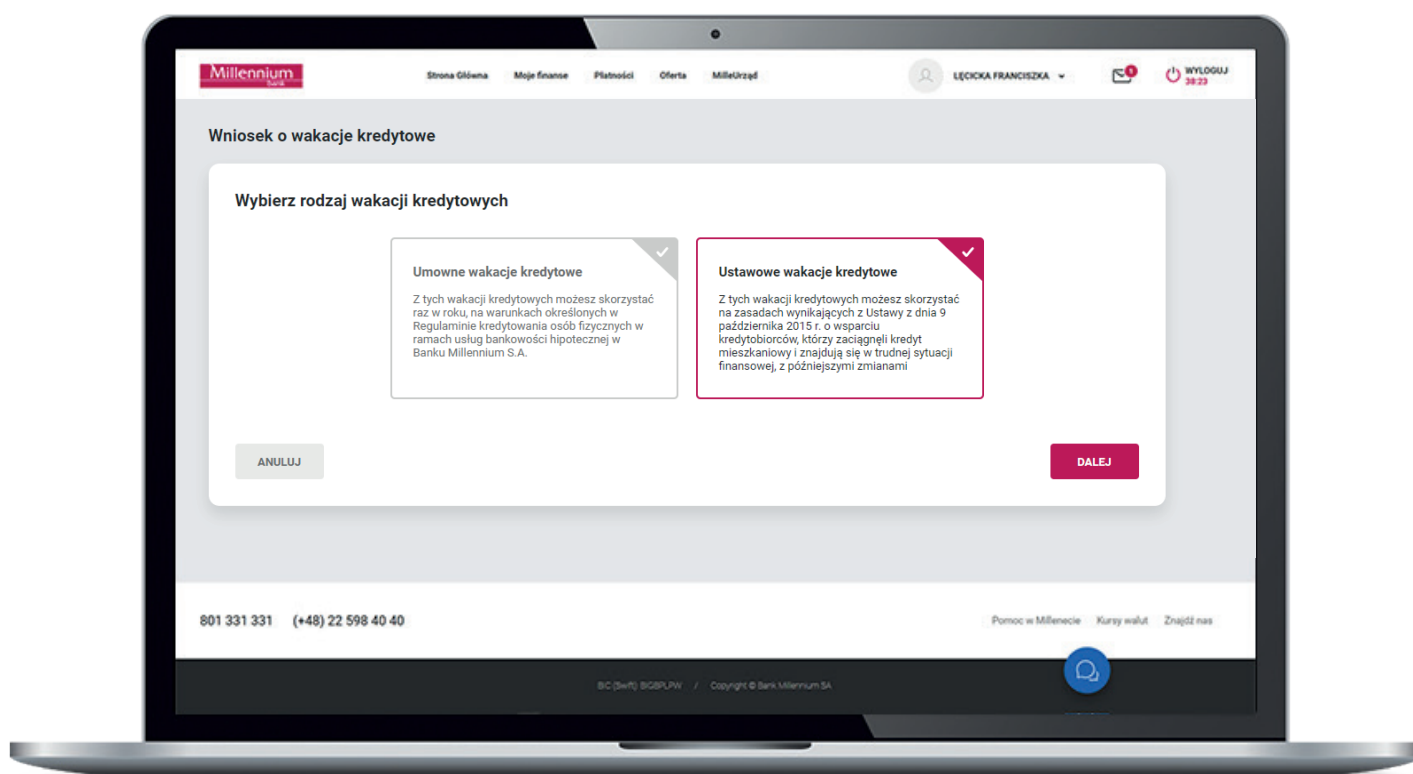 Millennium
bank
Strona Główna Moje finanse Płatności Oferta MilleUrząd
LĘCICKA FRANCISZKA
1
WYLOGUJ
38:23
Wniosek o wakacje kredytowe
Wybierz rodzaj wakacji kredytowych
Umowne wakacje kredytowe
Z tych wakacji kredytowych możesz skorzystać
raz w roku, na warunkach określonych w
Regulaminie kredytowania osób fizycznych w
ramach usług bankowości hipotecznej w
Banku Millennium S.A.
Ustawowe wakacje kredytowe
Z tych wakacji kredytowych możesz skorzystać
na zasadach wynikających z Ustawy z dnia 9
października 2015 r. o wsparciu
kredytobiorców, którzy zaciągnęli kredyt
mieszkaniowy i znajdują się w trudnej sytuacji
finansowej, z późniejszymi zmianami
ANULUJ
DALEJ
801 331 331 (+48) 22 598 40 40
Pomoc w Millenecie Kursy walut Znajdź nas
BIC (Swift) BIGBPLPW / Copyright © Bank Millennium SA